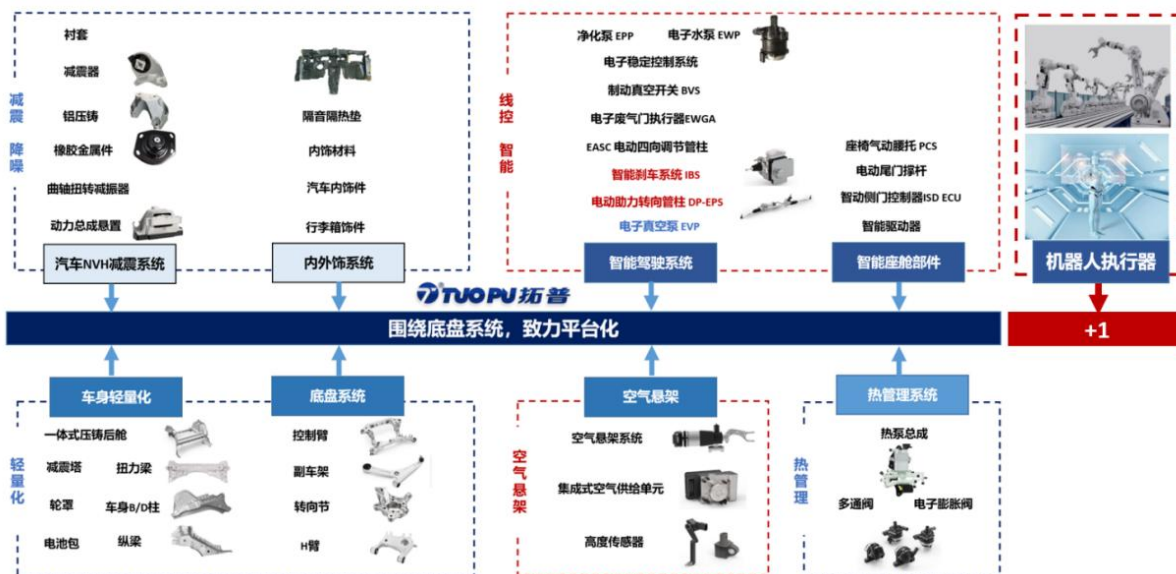 减震 降噪
衬套
减震器
铝压铸
橡胶金属件
曲轴扭转减振器
动力总成悬置
汽车NVH减震系统
隔音隔热垫
内饰材料
汽车内饰件
行李箱饰件
内外饰系统
线控 智能
净化泵 EPP 电子水泵 EWP
电子稳定控制系统
制动真空开关 BVS
电子废气门执行器EWGA
EASC 电动四向调节管柱
智能刹车系统 IBS
电动助力转向管柱 DP-EPS
电子真空泵 EVP
智能驾驶系统
座椅气动腰托 PCS
电动尾门撑杆
智动侧门控制器ISD ECU
智能驱动器
智能座舱部件
机器人执行器
TUOPU拓普
围绕底盘系统，致力平台化
+1
车身轻量化
底盘系统
空气悬架
热管理系统
轻量化
一体式压铸后舱
减震塔 扭力梁
轮罩 车身B/D柱
电池包 纵梁
控制臂
副车架
转向节
H臂
空气悬架
空气悬架系统
集成式空气供给单元
高度传感器
热管理
热泵总成
多通阀 电子膨胀阀